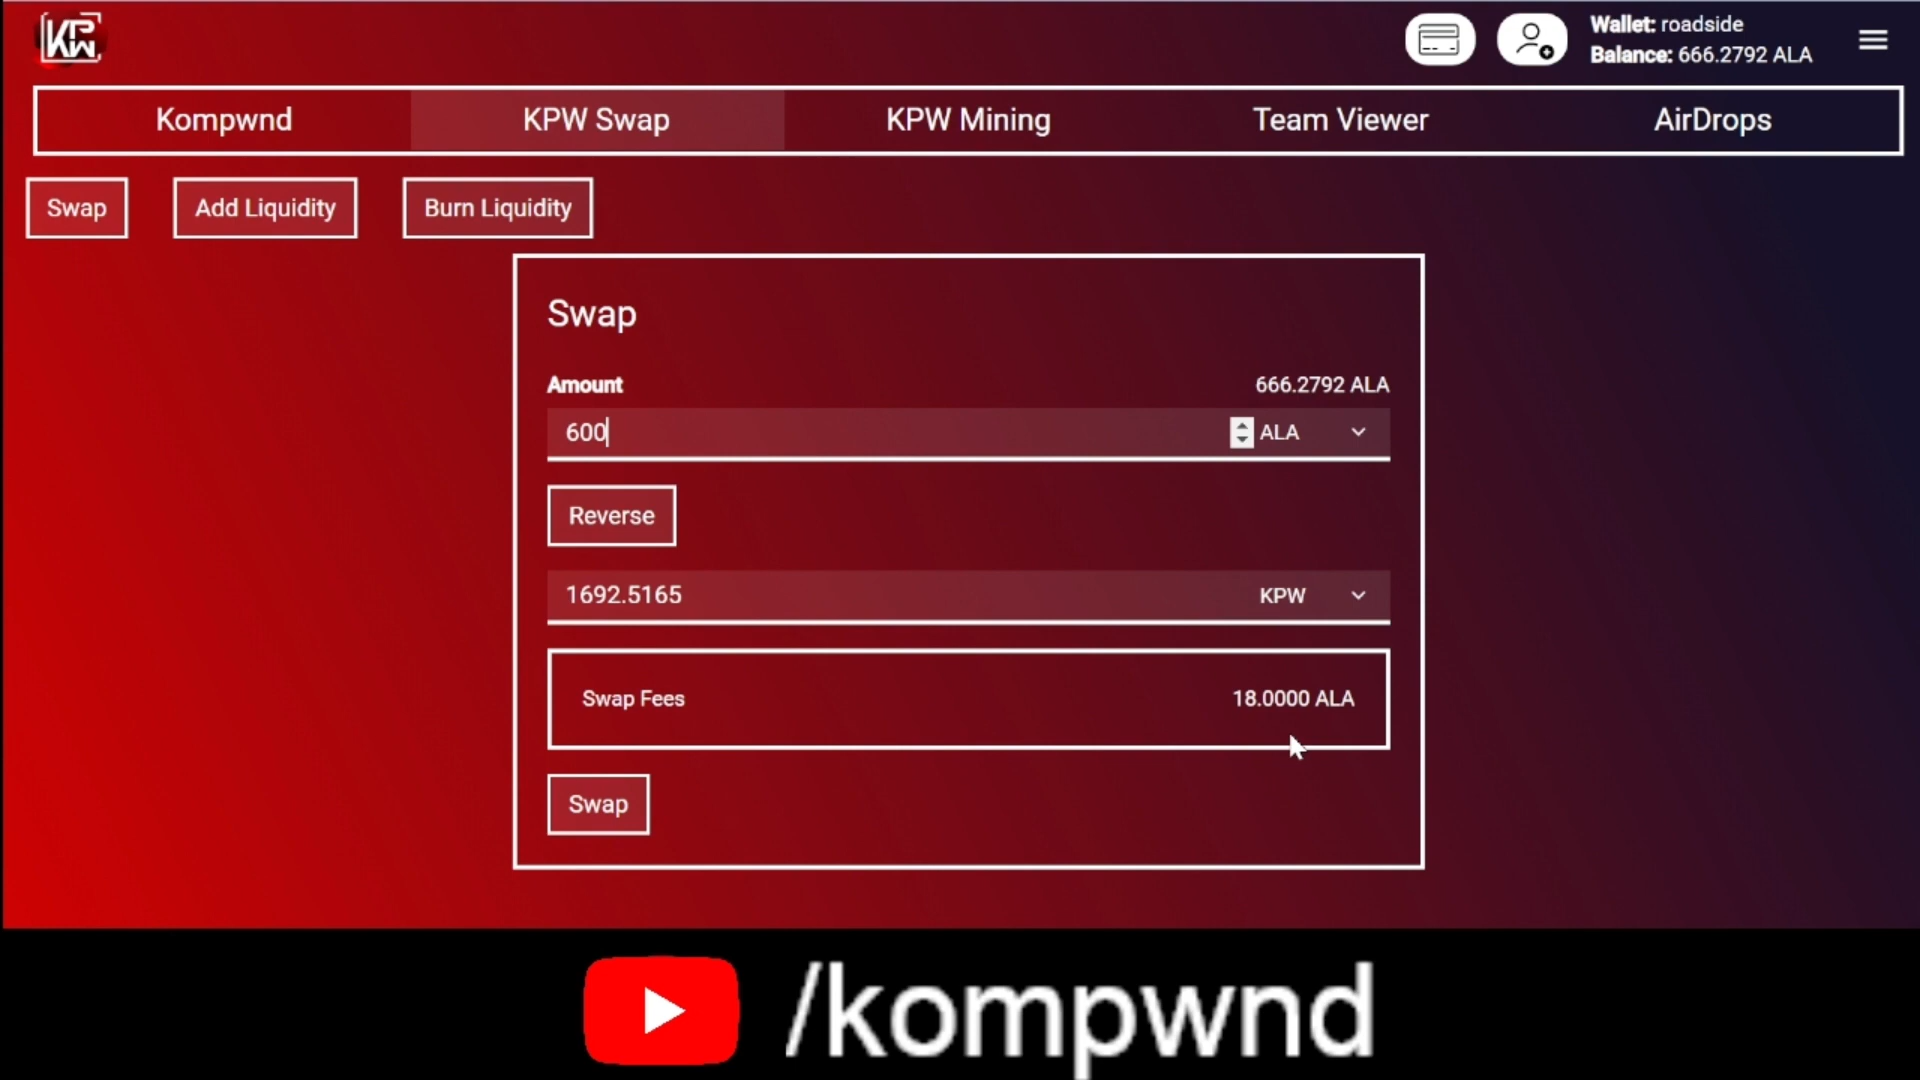 KPW
Wallet: roadside
Balance: 666.2792 ALA
Kompwnd KPW Swap KPW Mining Team Viewer AirDrops
Swap Add Liquidity Burn Liquidity
Swap
Amount 666.2792 ALA
600 ALA
Reverse
1692.5165 KPW
Swap Fees 18.0000 ALA
Swap
/kompwnd